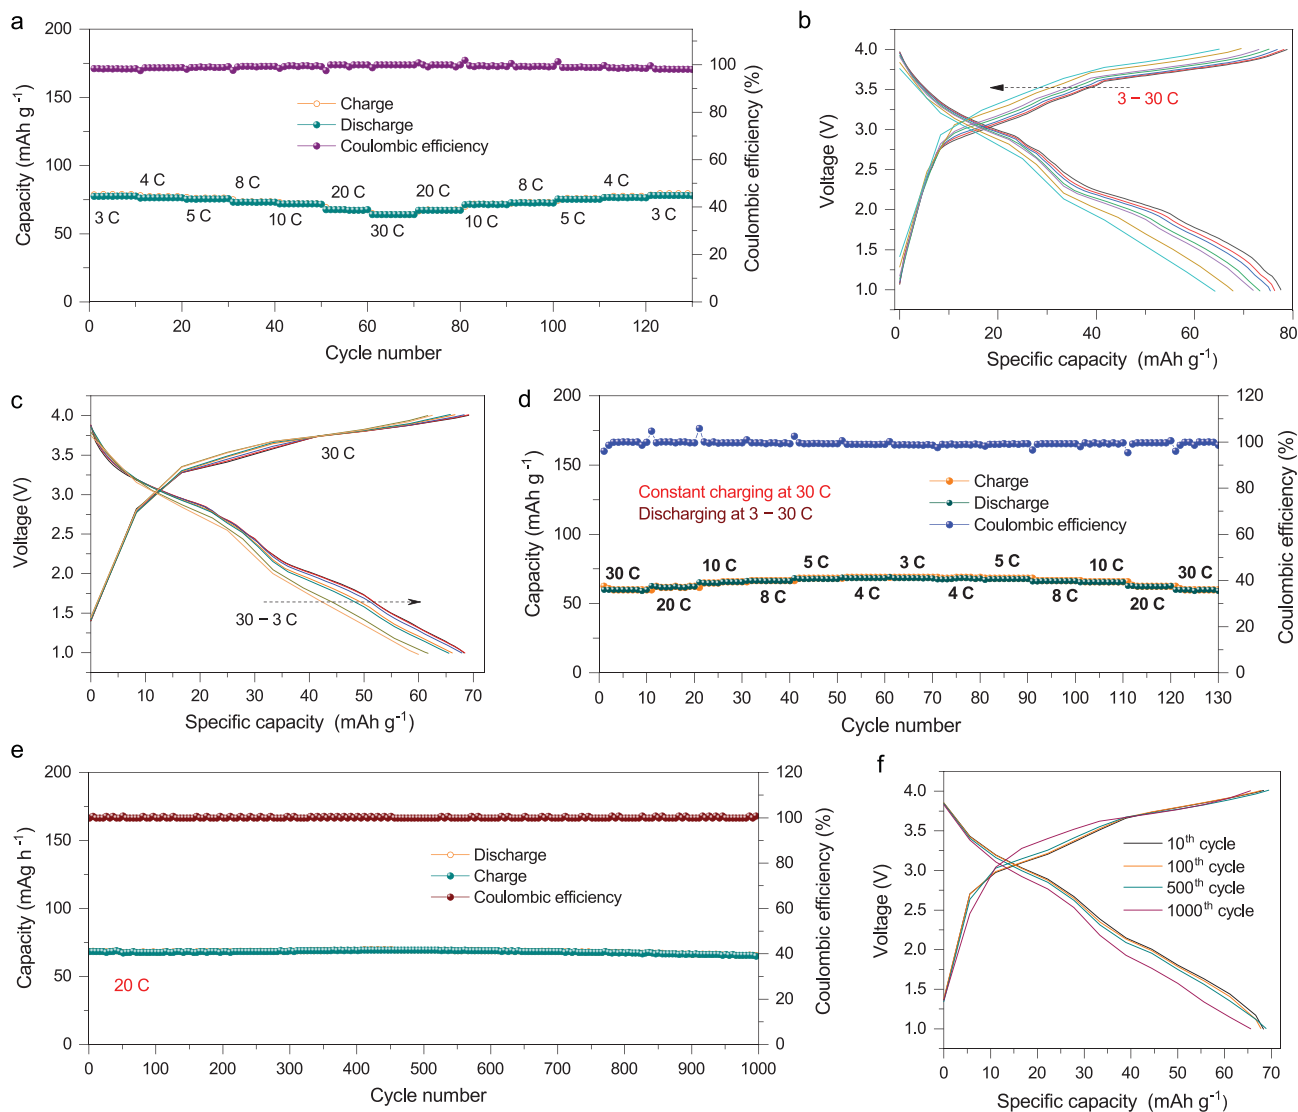 a
200
175
150
125
100
75
50
25
0
Capacity (mAh g⁻¹)
100
80
60
40
20
0
Coulombic efficiency (%)
Charge
Discharge
Coulombic efficiency
3 C
4 C
5 C
8 C
10 C
20 C
30 C
20 C
10 C
8 C
5 C
4 C
3 C
0 20 40 60 80 100 120
Cycle number
b
4.0
3.5
3.0
2.5
2.0
1.5
1.0
Voltage (V)
3 – 30 C
0 20 40 60 80
Specific capacity (mAh g⁻¹)
c
4.0
3.5
3.0
2.5
2.0
1.5
1.0
Voltage (V)
30 C
30 – 3 C
0 10 20 30 40 50 60 70
Specific capacity (mAh g⁻¹)
d
200
150
100
50
0
Capacity (mAh g⁻¹)
120
100
80
60
40
20
0
Coulombic efficiency (%)
Constant charging at 30 C
Discharging at 3 – 30 C
Charge
Discharge
Coulombic efficiency
30 C
20 C
10 C
8 C
5 C
4 C
3 C
4 C
5 C
8 C
10 C
20 C
30 C
0 10 20 30 40 50 60 70 80 90 100 110 120 130
Cycle number
e
200
150
100
50
0
Capacity (mAg h⁻¹)
120
100
80
60
40
20
0
Coulombic efficiency (%)
Discharge
Charge
Coulombic efficiency
20 C
0 100 200 300 400 500 600 700 800 900 1000
Cycle number
f
4.0
3.5
3.0
2.5
2.0
1.5
1.0
Voltage (V)
10th cycle
100th cycle
500th cycle
1000th cycle
0 10 20 30 40 50 60 70
Specific capacity (mAh g⁻¹)